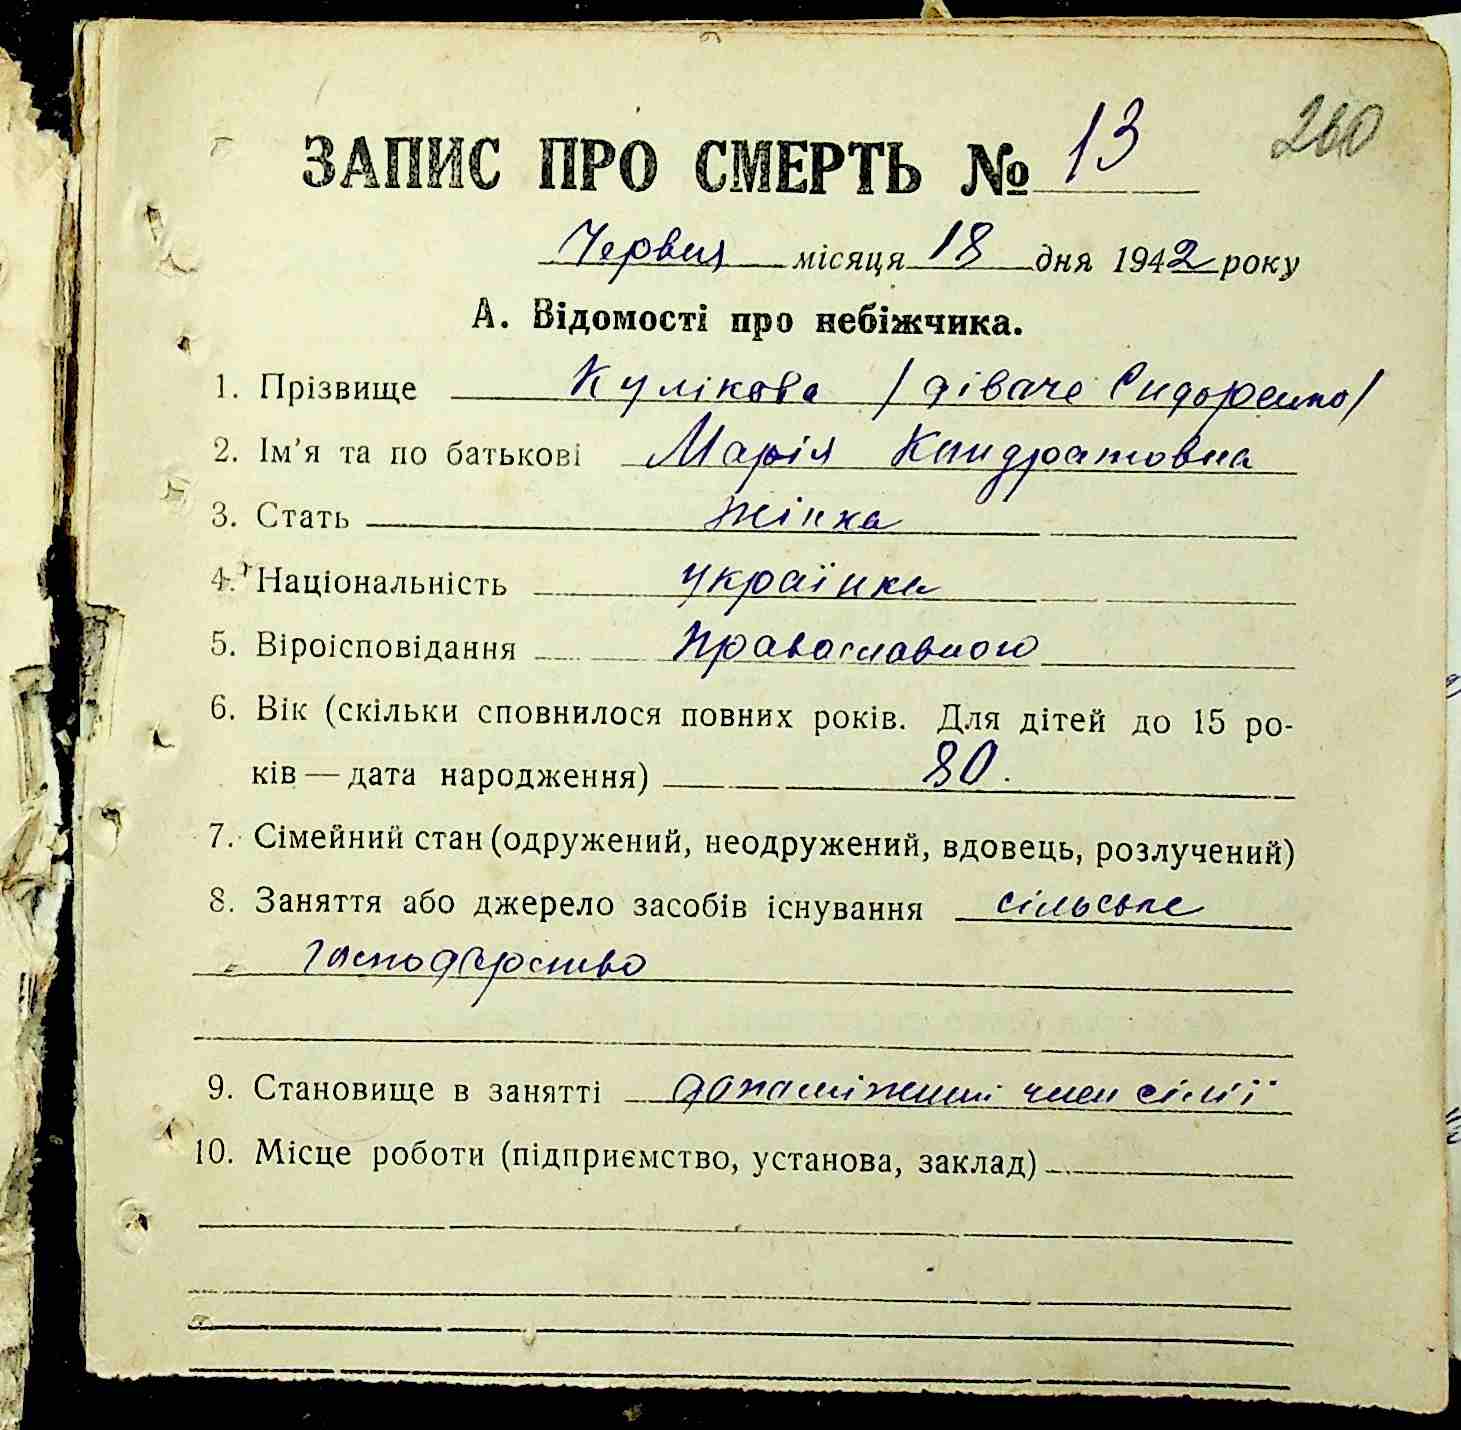 260
ЗАПИС ПРО СМЕРТЬ № 13
Червня місяця 18 дня 1942 року
А. Відомості про небіжчика.
1. Прізвище Кулікова /дівоче Сидоренко/
2. Ім'я та по батькові Марія Кондратовна
3. Стать жінка
4. Національність українка
5. Віроісповідання православною
6. Вік (скільки сповнилося повних років. Для дітей до 15 ро-
ків — дата народження) 80.
7. Сімейний стан (одружений, неодружений, вдовець, розлучений)
8. Заняття або джерело засобів існування сільське
господарство
9. Становище в занятті член сімії
10. Місце роботи (підприємство, установа, заклад)